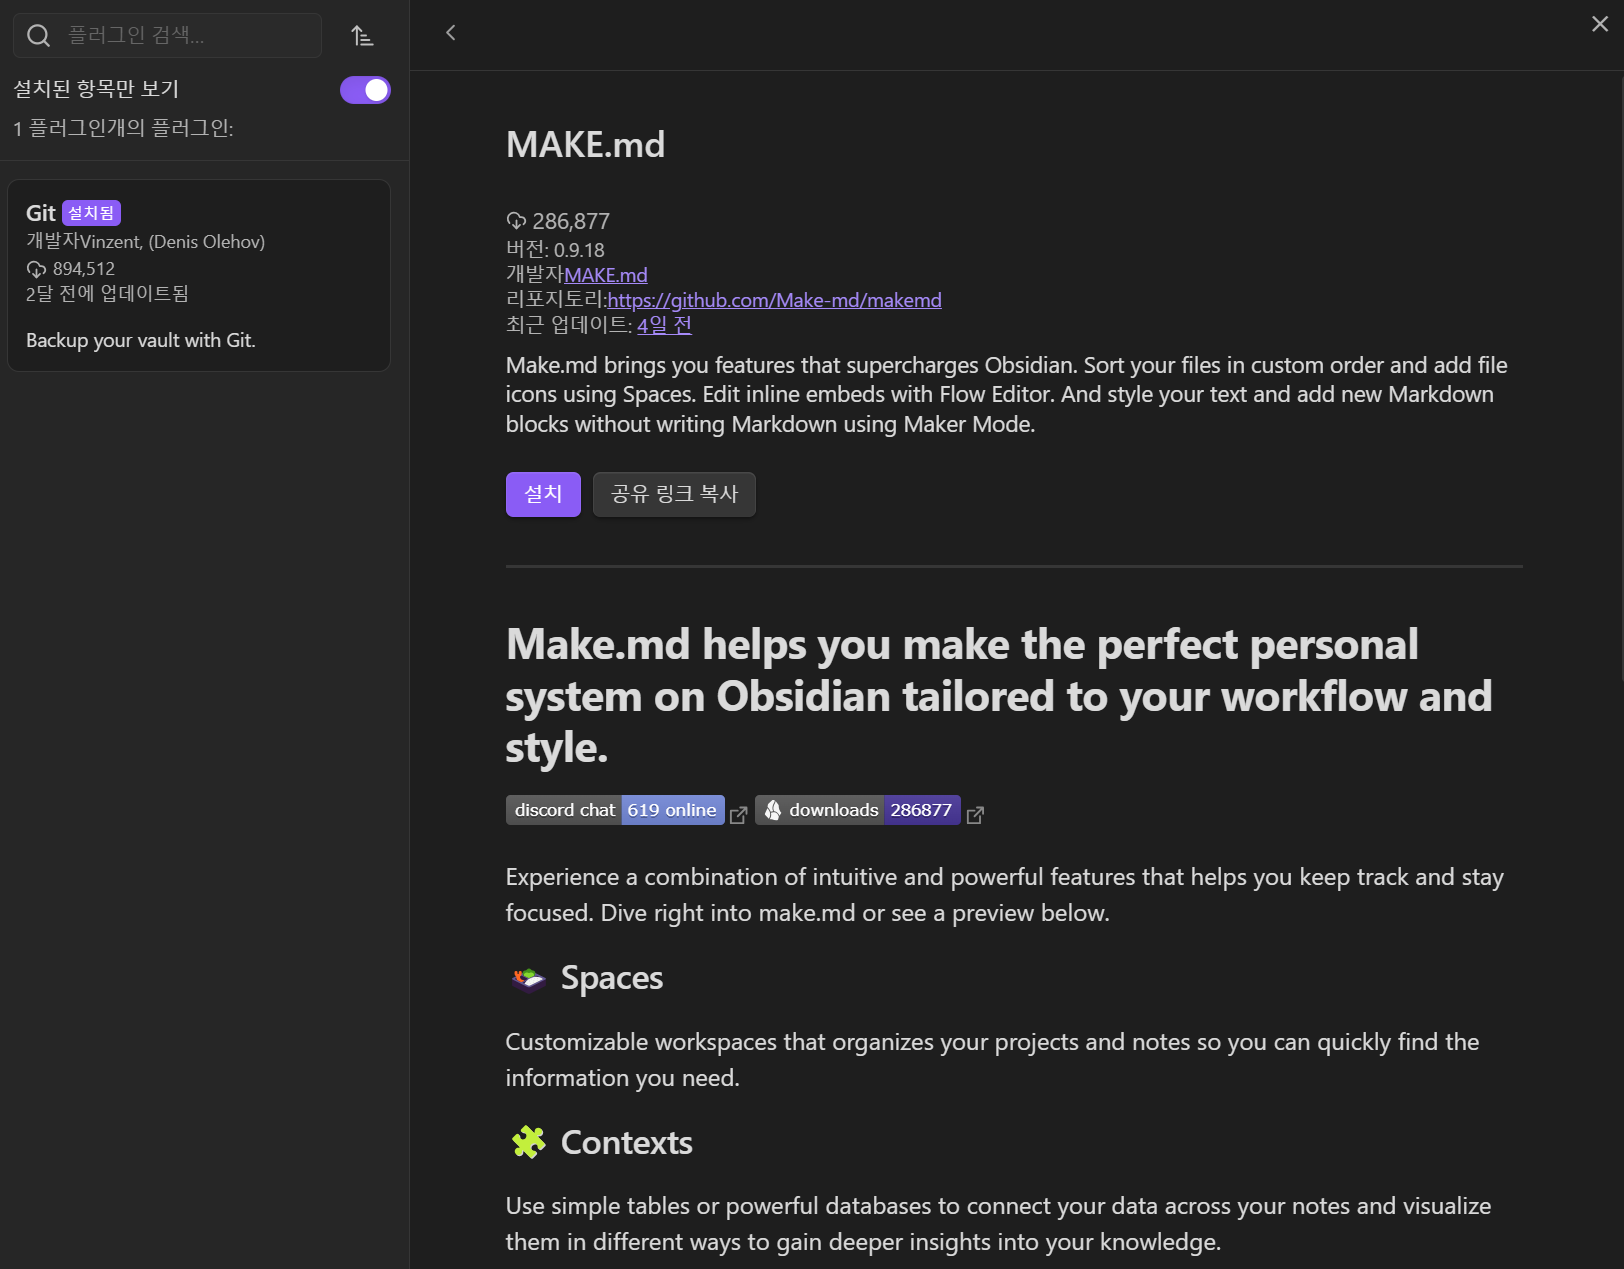 플러그인 검색...
설치된 항목만 보기
1 플러그인개의 플러그인:
Git 설치됨
개발자Vinzent, (Denis Olehov)
894,512
2달 전에 업데이트됨
Backup your vault with Git.
MAKE.md
286,877
버전: 0.9.18
개발자MAKE.md
리포지토리:https://github.com/Make-md/makemd
최근 업데이트: 4일 전
Make.md brings you features that supercharges Obsidian. Sort your files in custom order and add file
icons using Spaces. Edit inline embeds with Flow Editor. And style your text and add new Markdown
blocks without writing Markdown using Maker Mode.
설치 공유 링크 복사
Make.md helps you make the perfect personal
system on Obsidian tailored to your workflow and
style.
discord chat 619 online downloads 286877
Experience a combination of intuitive and powerful features that helps you keep track and stay
focused. Dive right into make.md or see a preview below.
Spaces
Customizable workspaces that organizes your projects and notes so you can quickly find the
information you need.
Contexts
Use simple tables or powerful databases to connect your data across your notes and visualize
them in different ways to gain deeper insights into your knowledge.